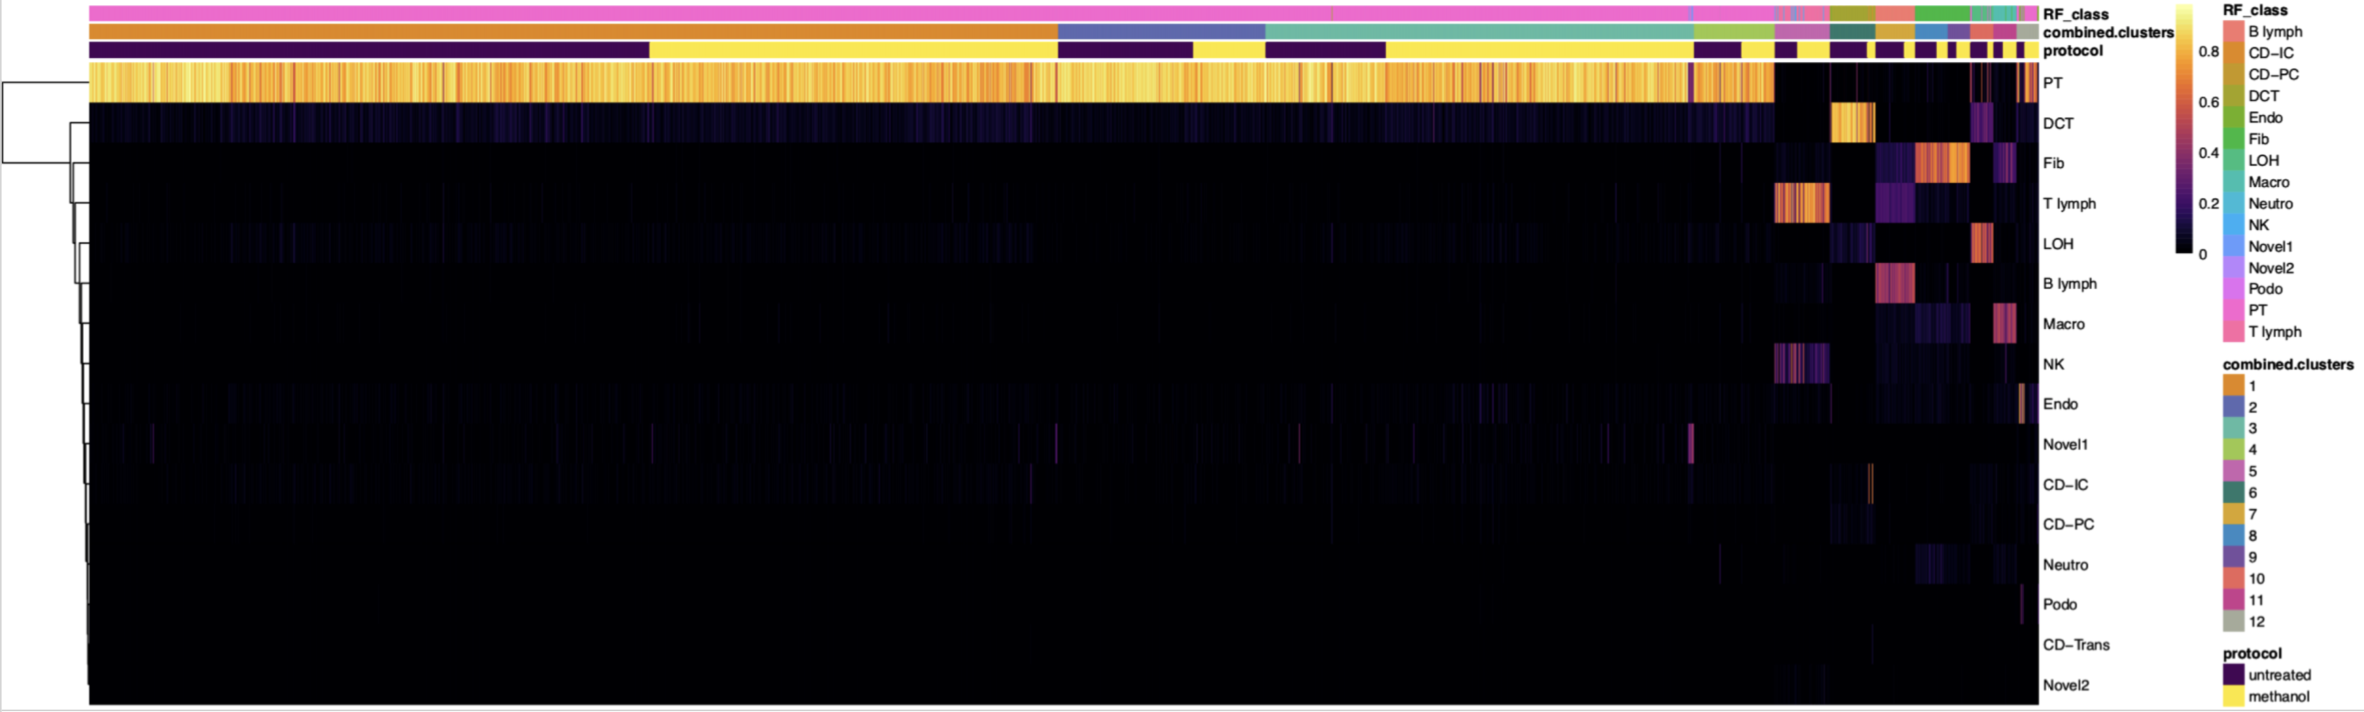 RF_class
combined.clusters
protocol
PT
DCT
Fib
T lymph
LOH
B lymph
Macro
NK
Endo
Novel1
CD−IC
CD−PC
Neutro
Podo
CD−Trans
Novel2
0.8
0.6
0.4
0.2
0
RF_class
B lymph
CD−IC
CD−PC
DCT
Endo
Fib
LOH
Macro
Neutro
NK
Novel1
Novel2
Podo
PT
T lymph
combined.clusters
1
2
3
4
5
6
7
8
9
10
11
12
protocol
untreated
methanol